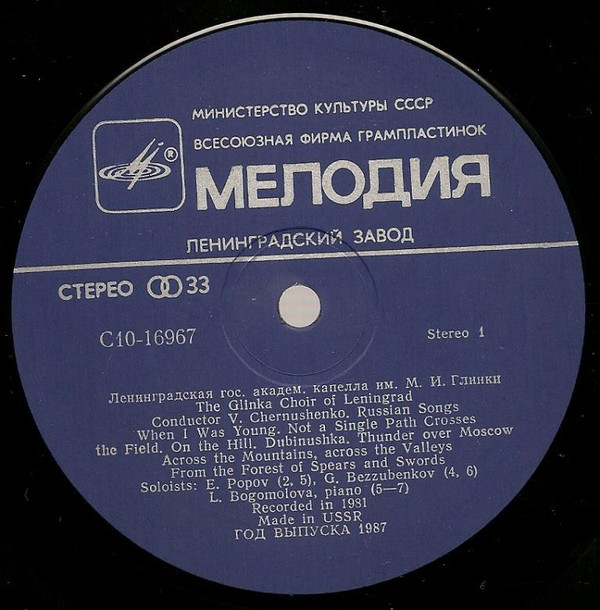 МИНИСТЕРСТВО КУЛЬТУРЫ СССР
ВСЕСОЮЗНАЯ ФИРМА ГРАМПЛАСТИНОК
®
МЕЛОДИЯ
ЛЕНИНГРАДСКИЙ ЗАВОД
СТЕРЕО 33
С10-16967
Stereo 1
Ленинградская гос. академ. капелла им. М. И. Глинки
The Glinka Choir of Leningrad
Conductor V. Chernushenko. Russian Songs
When I Was Young. Not a Single Path Crosses
the Field. On the Hill. Dubinushka. Thunder over Moscow
Across the Mountains, across the Valleys
From the Forest of Spears and Swords
Soloists: E. Popov (2, 5), G. Bezzubenkov (4, 6)
L. Bogomolova, piano (5—7)
Recorded in 1981
Made in USSR
ГОД ВЫПУСКА 1987